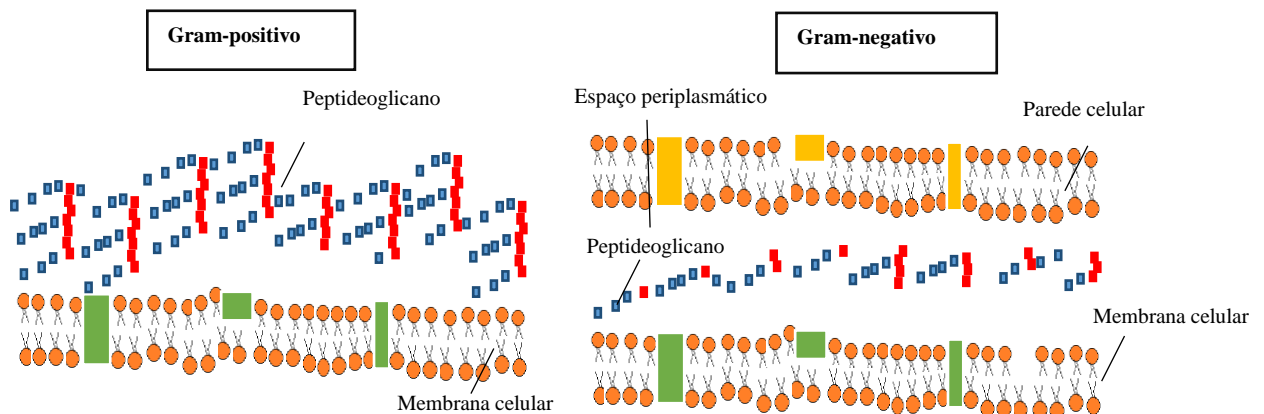 Gram-positivo
Peptideoglicano
Membrana celular
Gram-negativo
Espaço periplasmático
Parede celular
Peptideoglicano
Membrana celular